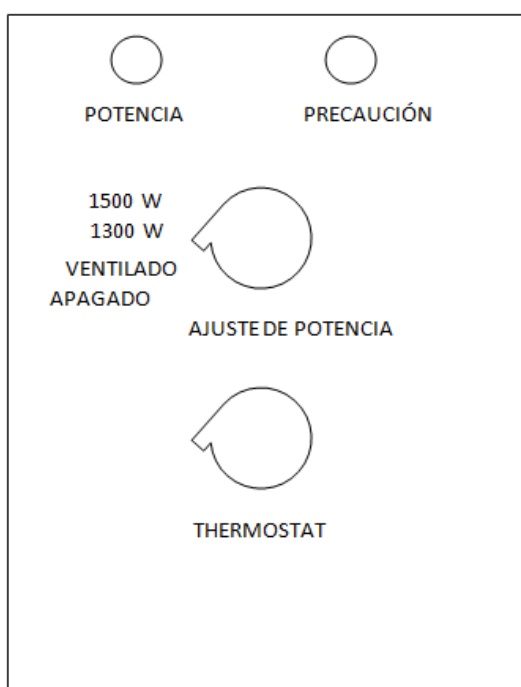 POTENCIA PRECAUCIÓN
1500 W
1300 W
VENTILADO
APAGADO
AJUSTE DE POTENCIA
THERMOSTAT